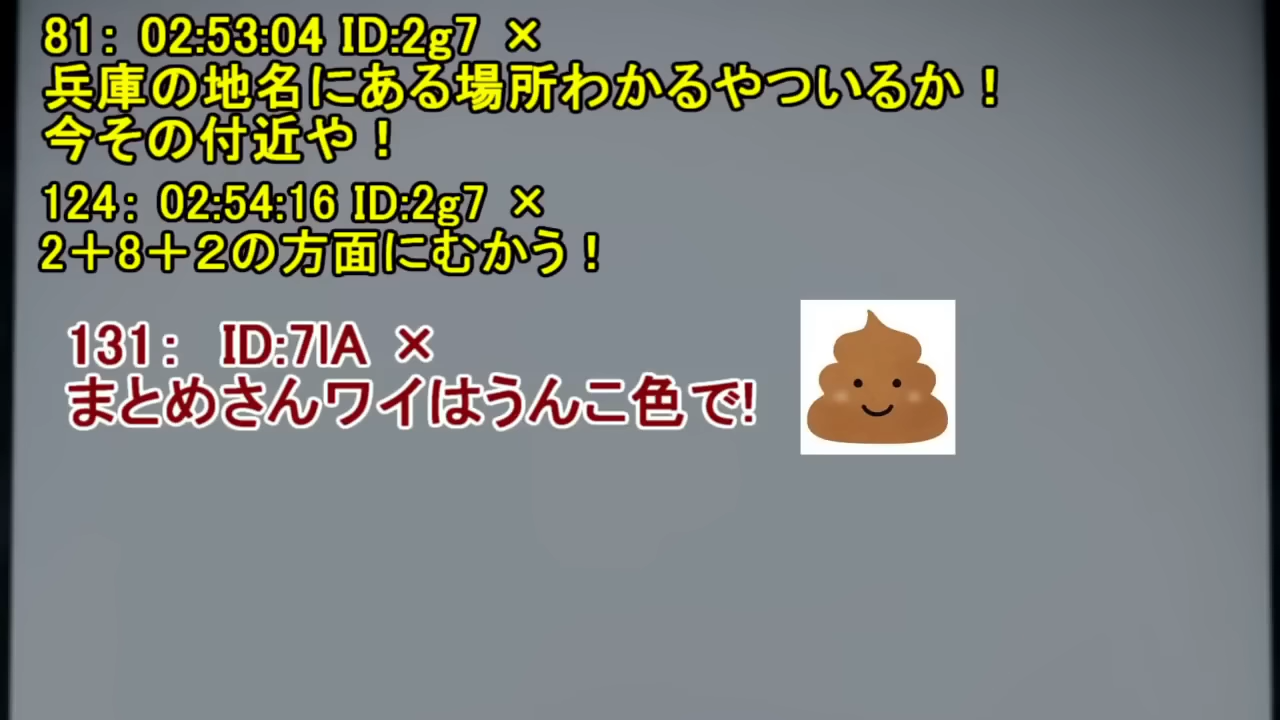 81： 02:53:04 ID:2g7 ×
兵庫の地名にある場所わかるやついるか！
今その付近や！
124： 02:54:16 ID:2g7 ×
2＋8＋２の方面にむかう！
131： ID:7lA ×
まとめさんワイはうんこ色で!